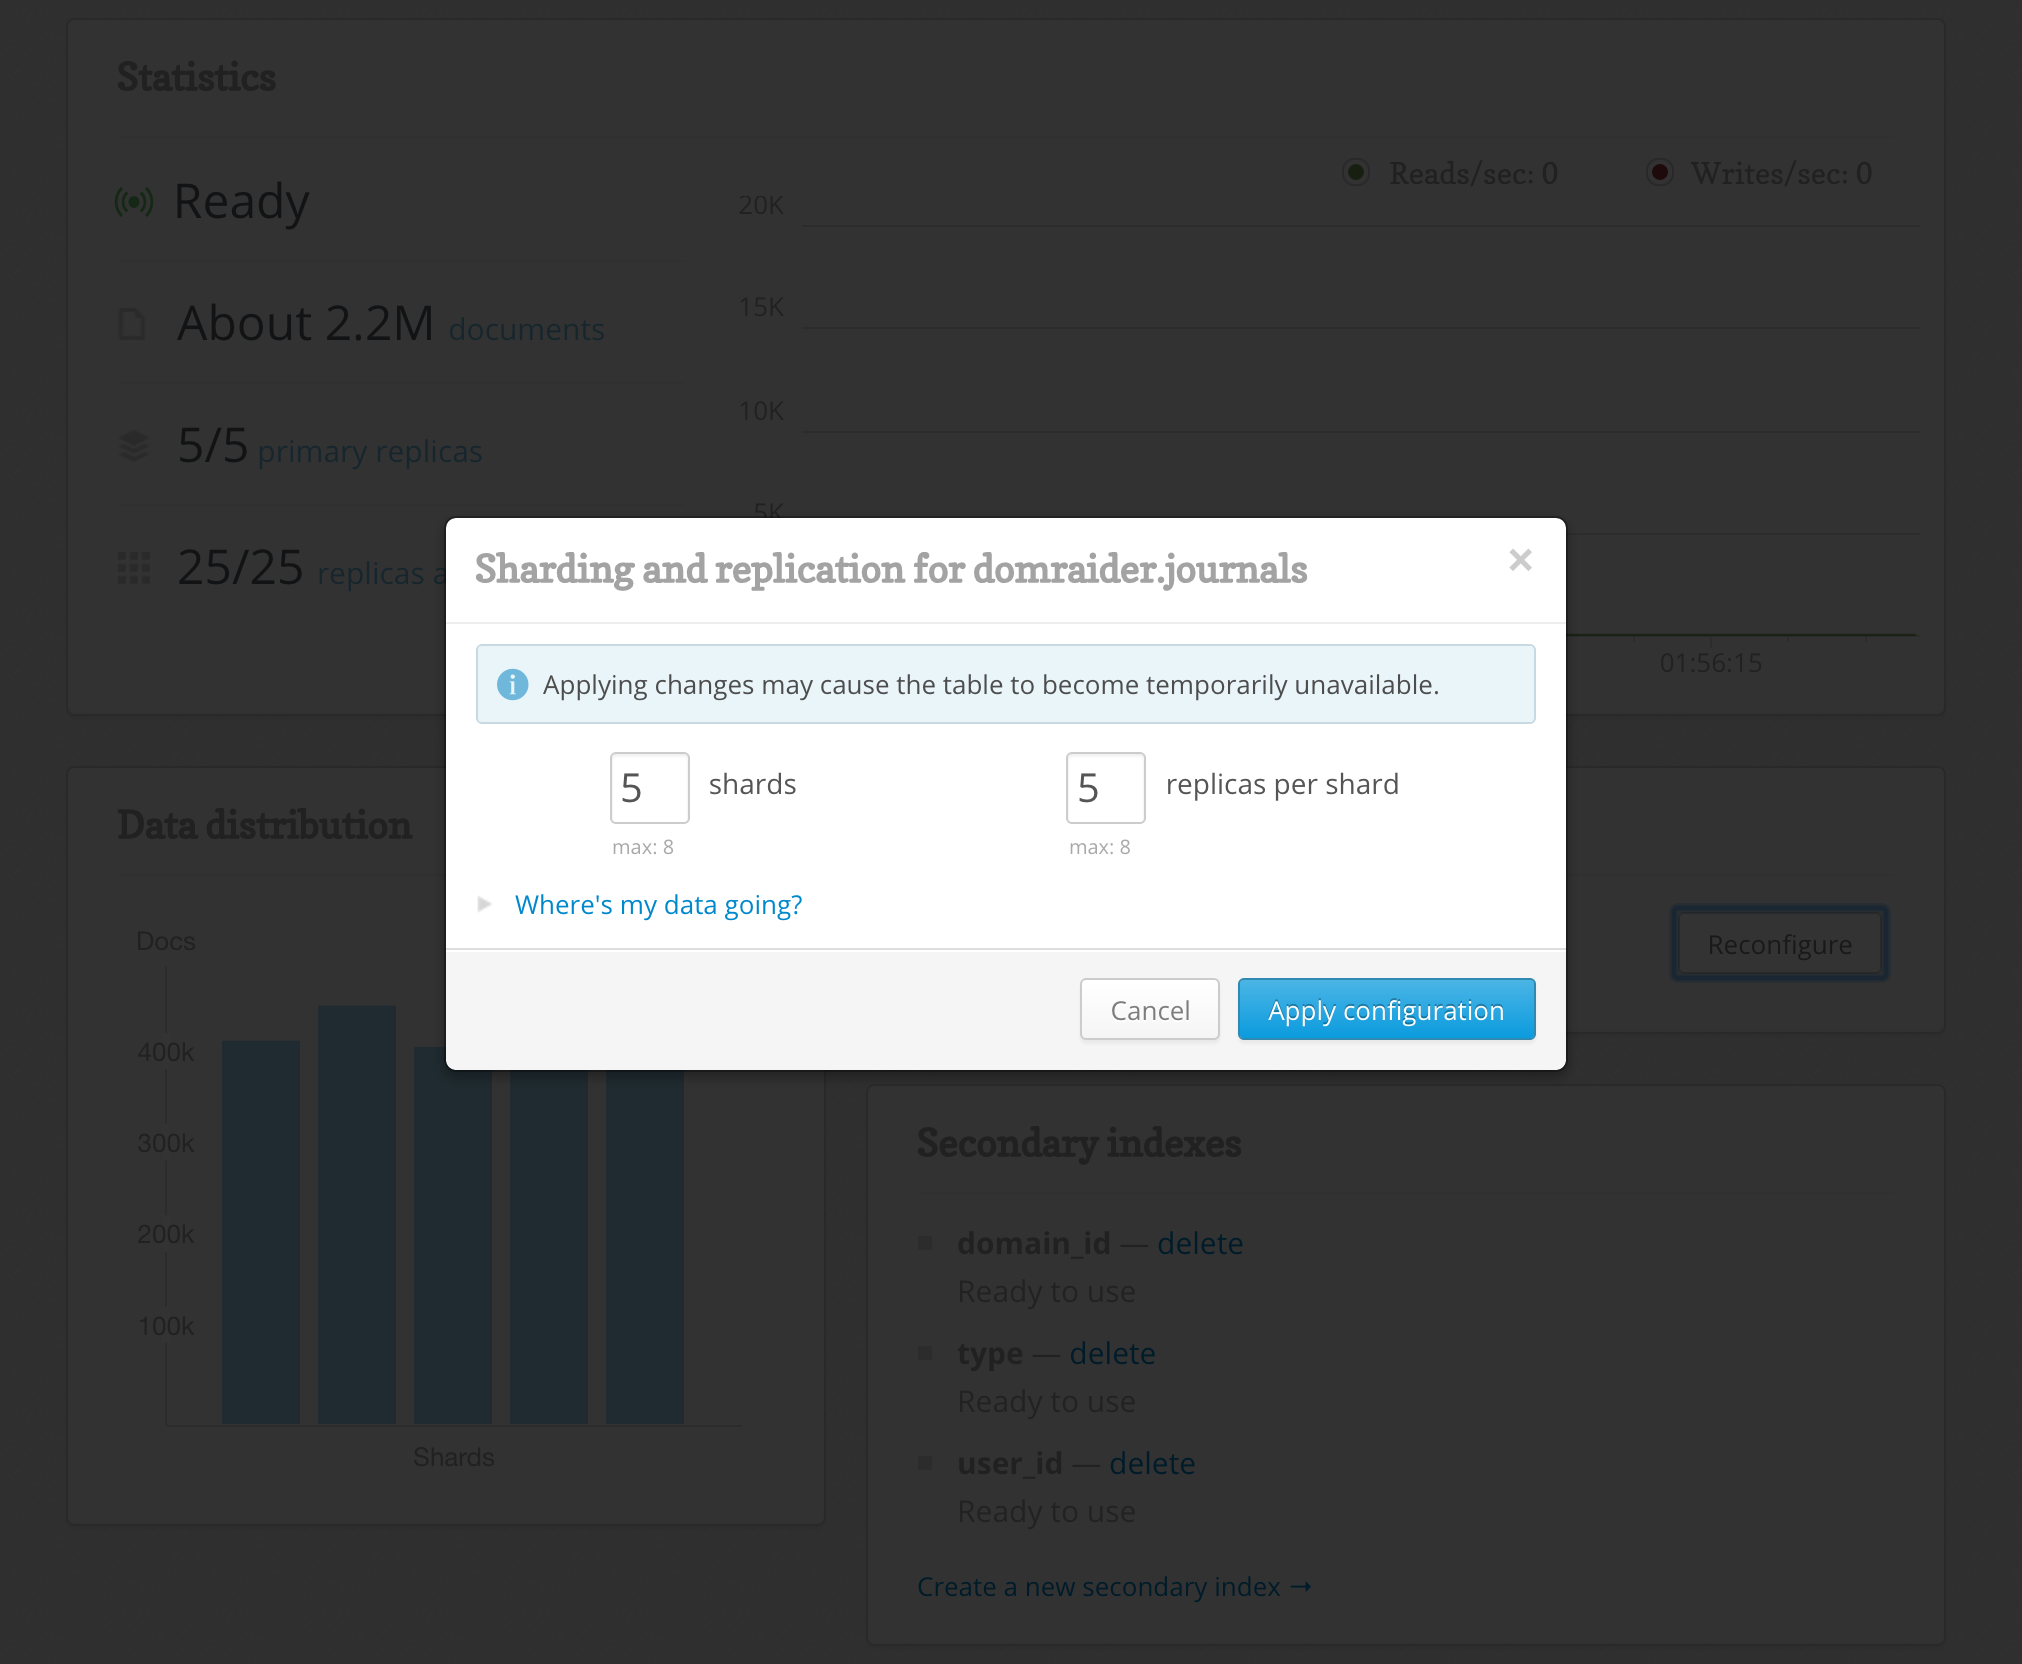 Statistics
Ready
Reads/sec: 0
Writes/sec: 0
20K
About 2.2M documents
15K
10K
5/5 primary replicas
5K
25/25 replicas a
01:56:15
Sharding and replication for domraider.journals
×
i Applying changes may cause the table to become temporarily unavailable.
5 shards
max: 8
5 replicas per shard
max: 8
Where's my data going?
Cancel
Apply configuration
Data distribution
Docs
400k
300k
200k
100k
Shards
Reconfigure
Secondary indexes
domain_id — delete
Ready to use
type — delete
Ready to use
user_id — delete
Ready to use
Create a new secondary index →